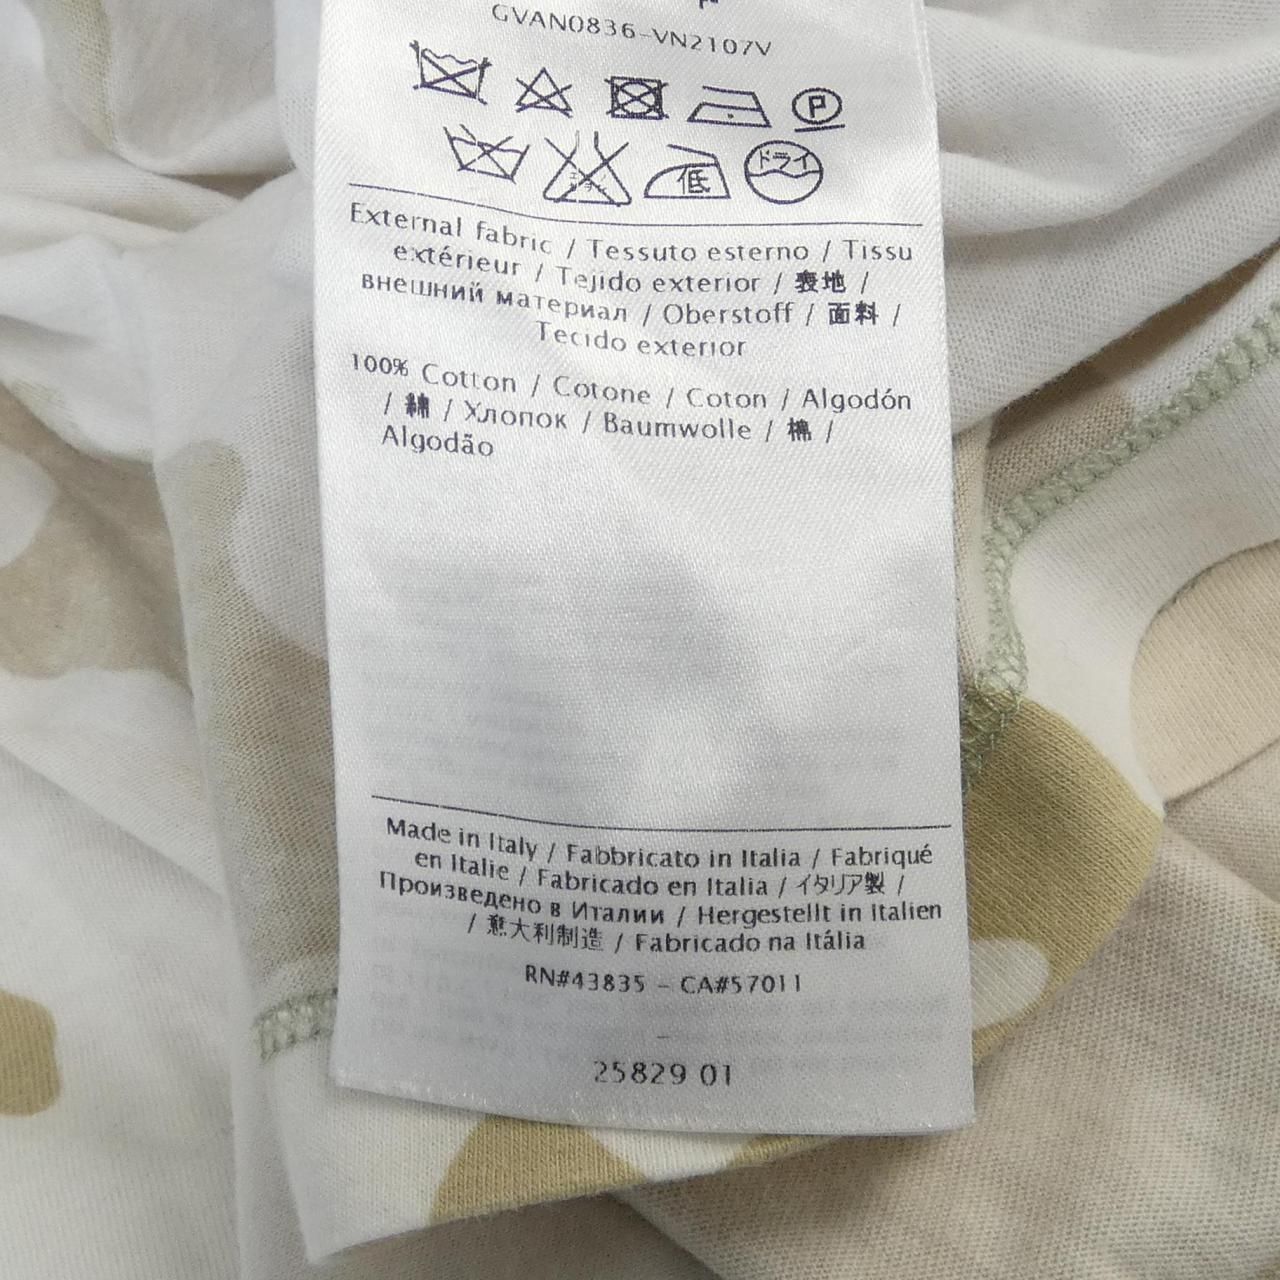 GVAN0836-VN2107V
P
ドライ
低
External fabric / Tessuto esterno / Tissu
extérieur / Tejido exterior / 表地 /
внешний материал / Oberstoff / 面料 /
Tecido exterior
100% Cotton / Cotone / Coton / Algodón
/ 綿 / Хлопок / Baumwolle / 棉 /
Algodão
Made in Italy / Fabbricato in Italia / Fabriqué
en Italie / Fabricado en Italia / イタリア製 /
Произведено в Италии / Hergestellt in Italien
/ 意大利制造 / Fabricado na Itália
RN#43835 - CA#57011
-
25829 01